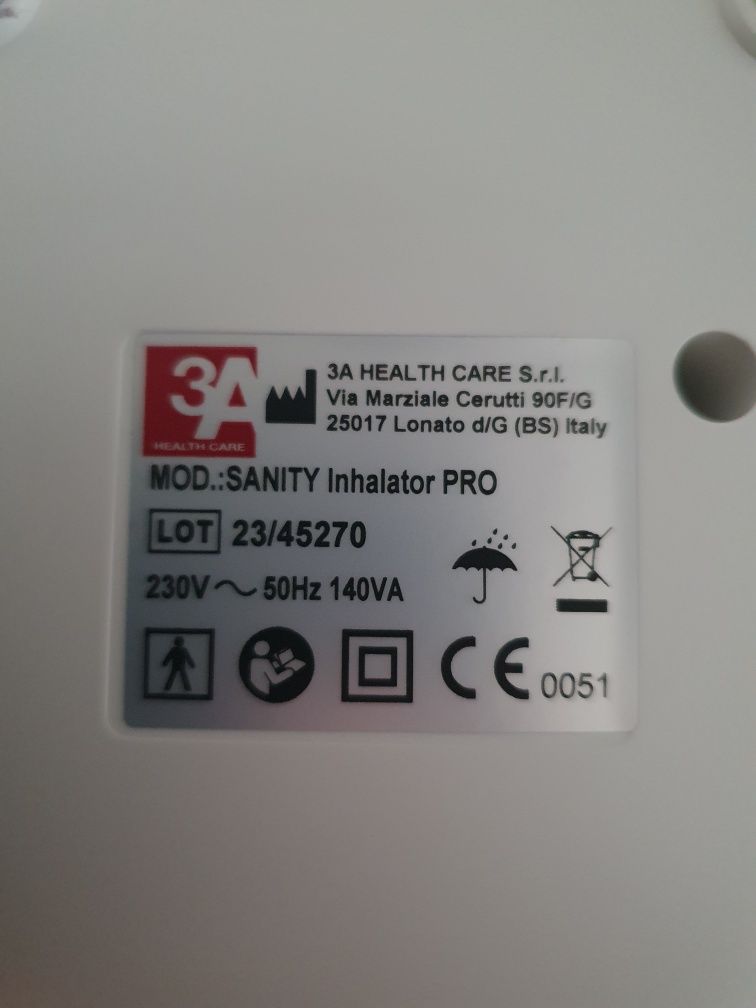 3A
HEALTH CARE
3A HEALTH CARE S.r.l.
Via Marziale Cerutti 90F/G
25017 Lonato d/G (BS) Italy
MOD.:SANITY Inhalator PRO
LOT 23/45270
230V～ 50Hz 140VA
CE 0051